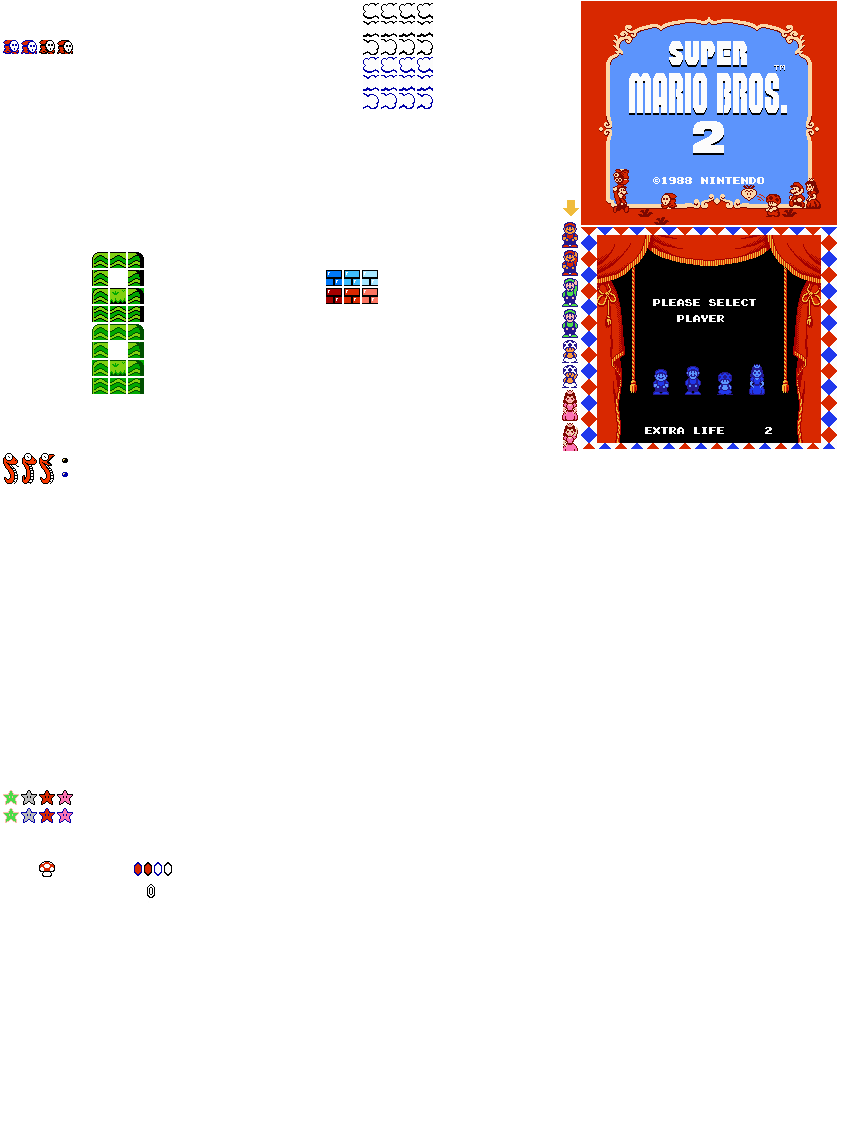 SUPER
TM
MARIO BROS.
2
©1988 NINTENDO
PLEASE SELECT
PLAYER
EXTRA LIFE 2